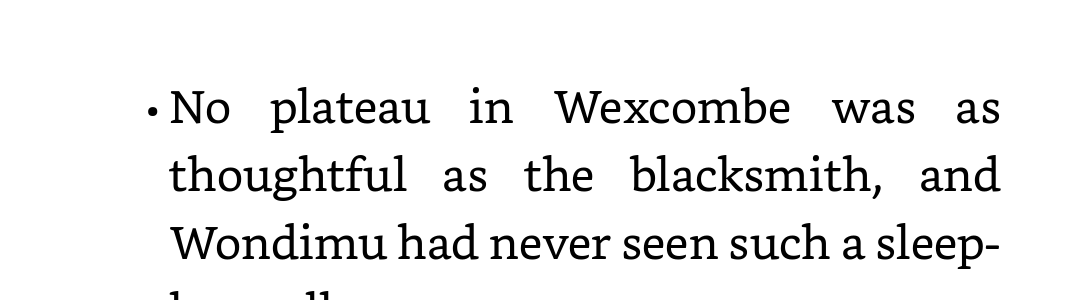 • No plateau in Wexcombe was as
thoughtful as the blacksmith, and
Wondimu had never seen such a sleep-